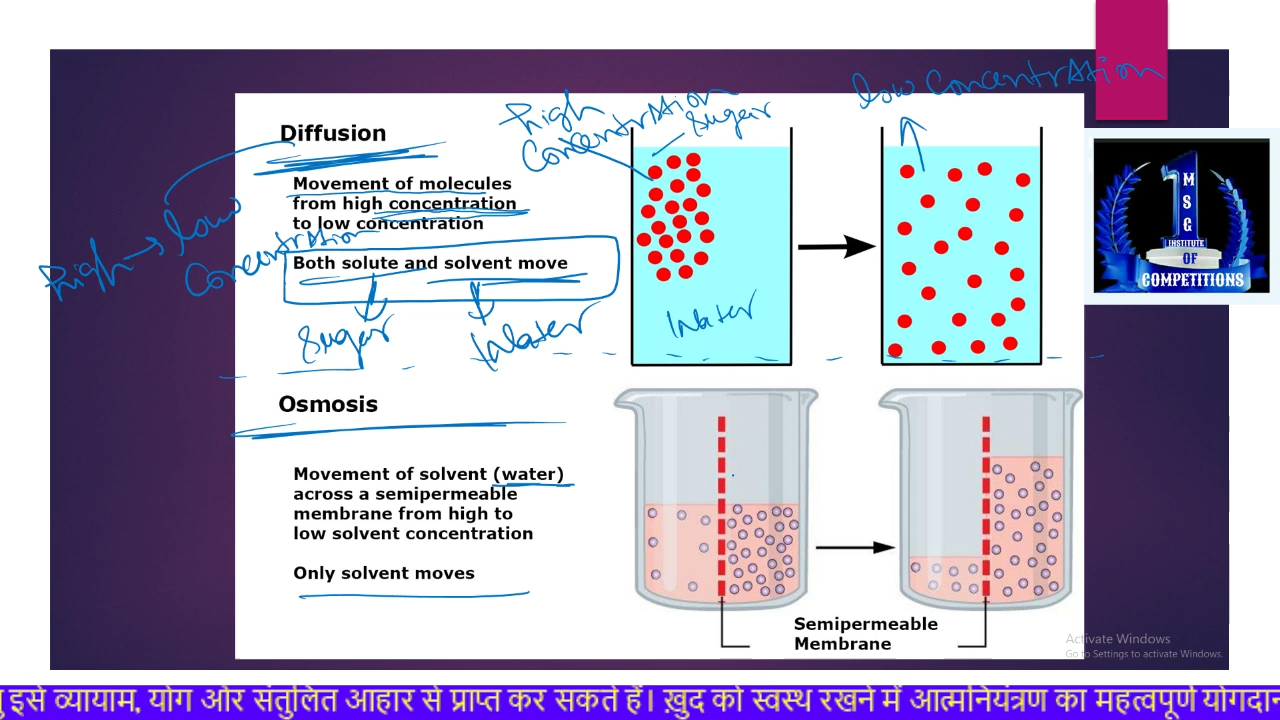 low Concentration
High
Concentration
Sugar
Diffusion
Movement of molecules
from high concentration
to low concentration
High → low
Concentration
Both solute and solvent move
Sugar
Water
Water
1
MSG
INSTITUTE
OF
COMPETITIONS
Osmosis
Movement of solvent (water)
across a semipermeable
membrane from high to
low solvent concentration
Only solvent moves
Semipermeable
Membrane
Activate Windows
Go to Settings to activate Windows.
इसे व्यायाम, योग और संतुलित आहार से प्राप्त कर सकते हैं। ख़ुद को स्वस्थ रखने में आत्मनियंत्रण का महत्वपूर्ण योगदान